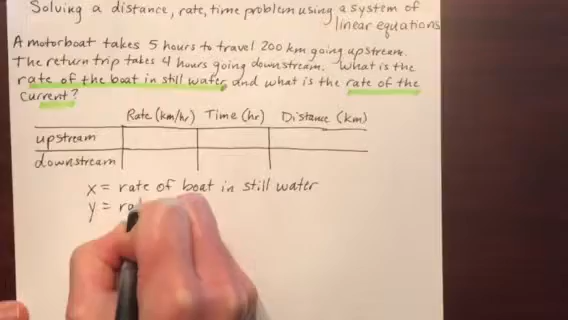 Solving a distance, rate, time problem using a system of
linear equations
A motorboat takes 5 hours to travel 200 km going upstream.
The return trip takes 4 hours going downstream. What is the
rate of the boat in still water and what is the rate of the
current?
Rate (km/hr) Time (hr) Distance (km)
upstream
downstream
x = rate of boat in still water
y =